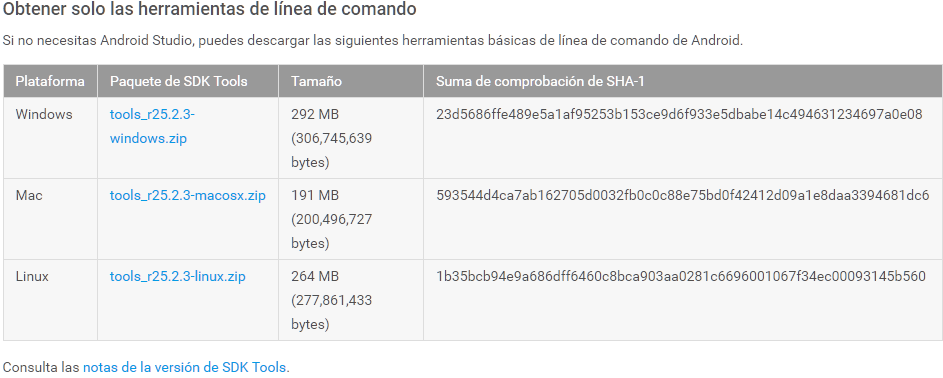 Obtener solo las herramientas de línea de comando
Si no necesitas Android Studio, puedes descargar las siguientes herramientas básicas de línea de comando de Android.
Plataforma Paquete de SDK Tools Tamaño Suma de comprobación de SHA-1
Windows tools_r25.2.3- 292 MB 23d5686ffe489e5a1af95253b153ce9d6f933e5dbabe14c494631234697a0e08
windows.zip (306,745,639
bytes)
Mac tools_r25.2.3-macosx.zip 191 MB 593544d4ca7ab162705d0032fb0c0c88e75bd0f42412d09a1e8daa3394681dc6
(200,496,727
bytes)
Linux tools_r25.2.3-linux.zip 264 MB 1b35bcb94e9a686dff6460c8bca903aa0281c6696001067f34ec00093145b560
(277,861,433
bytes)
Consulta las notas de la versión de SDK Tools.